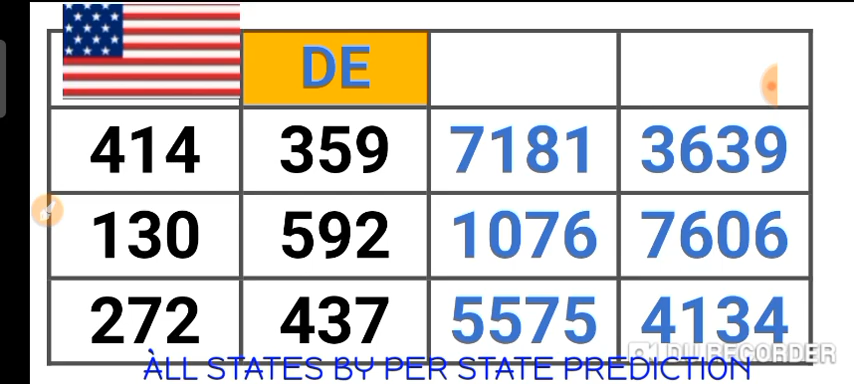 DE
414 359 7181 3639
130 592 1076 7606
272 437 5575 4134
DU RECORDER
ÀLL STATES BY PER STATE PREDICTION